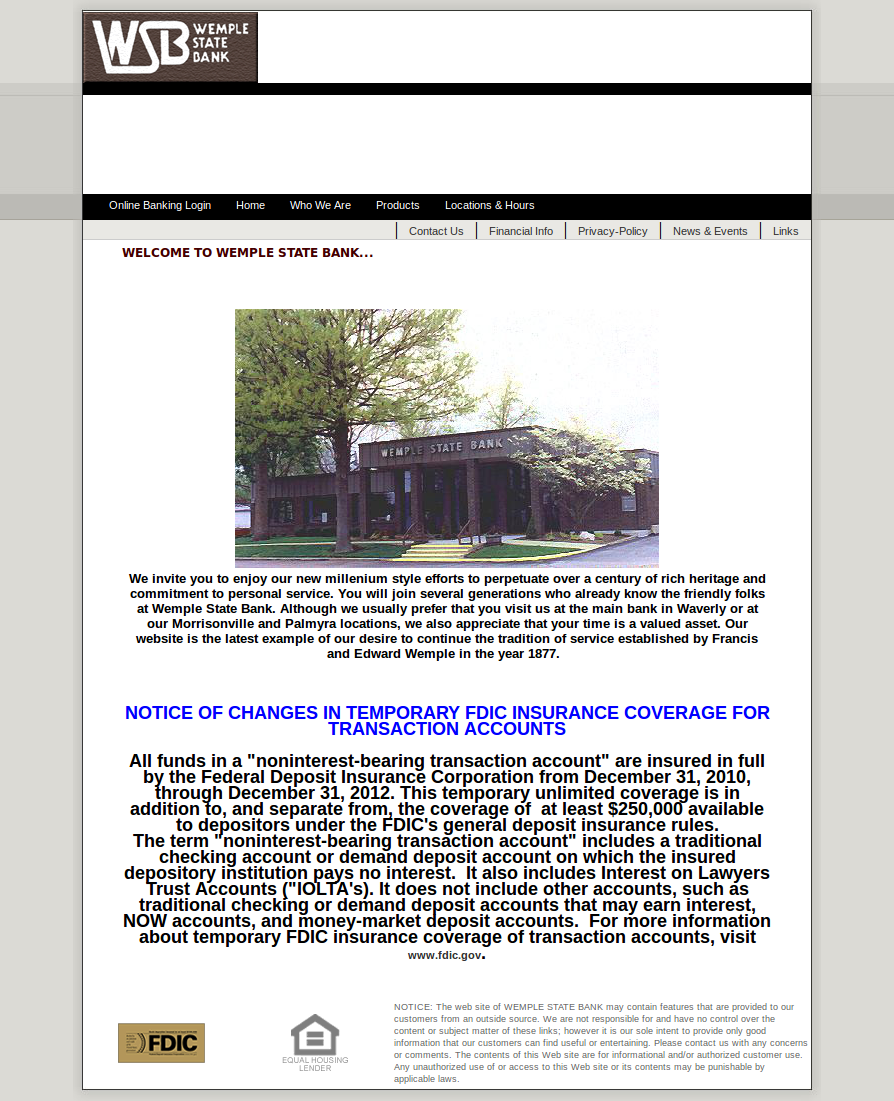 WSB WEMPLE
STATE
BANK
Online Banking Login Home Who We Are Products Locations & Hours
Contact Us Financial Info Privacy-Policy News & Events Links
WELCOME TO WEMPLE STATE BANK...
WEMPLE STATE BANK
We invite you to enjoy our new millenium style efforts to perpetuate over a century of rich heritage and
commitment to personal service. You will join several generations who already know the friendly folks
at Wemple State Bank. Although we usually prefer that you visit us at the main bank in Waverly or at
our Morrisonville and Palmyra locations, we also appreciate that your time is a valued asset. Our
website is the latest example of our desire to continue the tradition of service established by Francis
and Edward Wemple in the year 1877.
NOTICE OF CHANGES IN TEMPORARY FDIC INSURANCE COVERAGE FOR
TRANSACTION ACCOUNTS
All funds in a "noninterest-bearing transaction account" are insured in full
by the Federal Deposit Insurance Corporation from December 31, 2010,
through December 31, 2012. This temporary unlimited coverage is in
addition to, and separate from, the coverage of  at least $250,000 available
to depositors under the FDIC's general deposit insurance rules.
The term "noninterest-bearing transaction account" includes a traditional
checking account or demand deposit account on which the insured
depository institution pays no interest.  It also includes Interest on Lawyers
Trust Accounts ("IOLTA's). It does not include other accounts, such as
traditional checking or demand deposit accounts that may earn interest,
NOW accounts, and money-market deposit accounts.  For more information
about temporary FDIC insurance coverage of transaction accounts, visit
www.fdic.gov.
FDIC
EQUAL HOUSING
LENDER
NOTICE: The web site of WEMPLE STATE BANK may contain features that are provided to our
customers from an outside source. We are not responsible for and have no control over the
content or subject matter of these links; however it is our sole intent to provide only good
information that our customers can find useful or entertaining. Please contact us with any concerns
or comments. The contents of this Web site are for informational and/or authorized customer use.
Any unauthorized use of or access to this Web site or its contents may be punishable by
applicable laws.